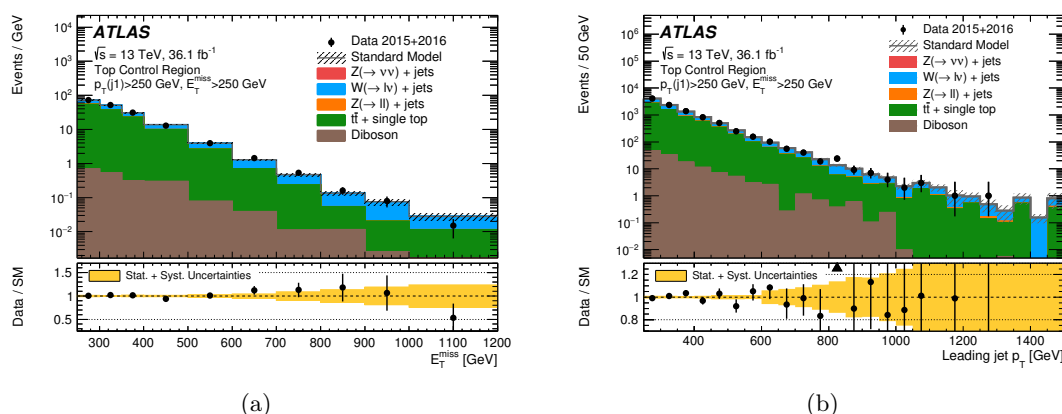 ATLAS
√s = 13 TeV, 36.1 fb⁻¹
Top Control Region
p_T(j1)>250 GeV, E_T^miss>250 GeV
Data 2015+2016
Standard Model
Z(→ νν) + jets
W(→ lν) + jets
Z(→ ll) + jets
tt̄ + single top
Diboson
Events / GeV
10⁴
10³
10²
10
1
10⁻¹
10⁻²
Stat. + Syst. Uncertainties
Data / SM
1.5
1
0.5
300 400 500 600 700 800 900 1000 1100 1200
E_T^miss [GeV]
(a)
ATLAS
√s = 13 TeV, 36.1 fb⁻¹
Top Control Region
p_T(j1)>250 GeV, E_T^miss>250 GeV
Data 2015+2016
Standard Model
Z(→ νν) + jets
W(→ lν) + jets
Z(→ ll) + jets
tt̄ + single top
Diboson
Events / 50 GeV
10⁷
10⁶
10⁵
10⁴
10³
10²
10
1
10⁻¹
10⁻²
Stat. + Syst. Uncertainties
Data / SM
1.2
1
0.8
400 600 800 1000 1200 1400
Leading jet p_T [GeV]
(b)